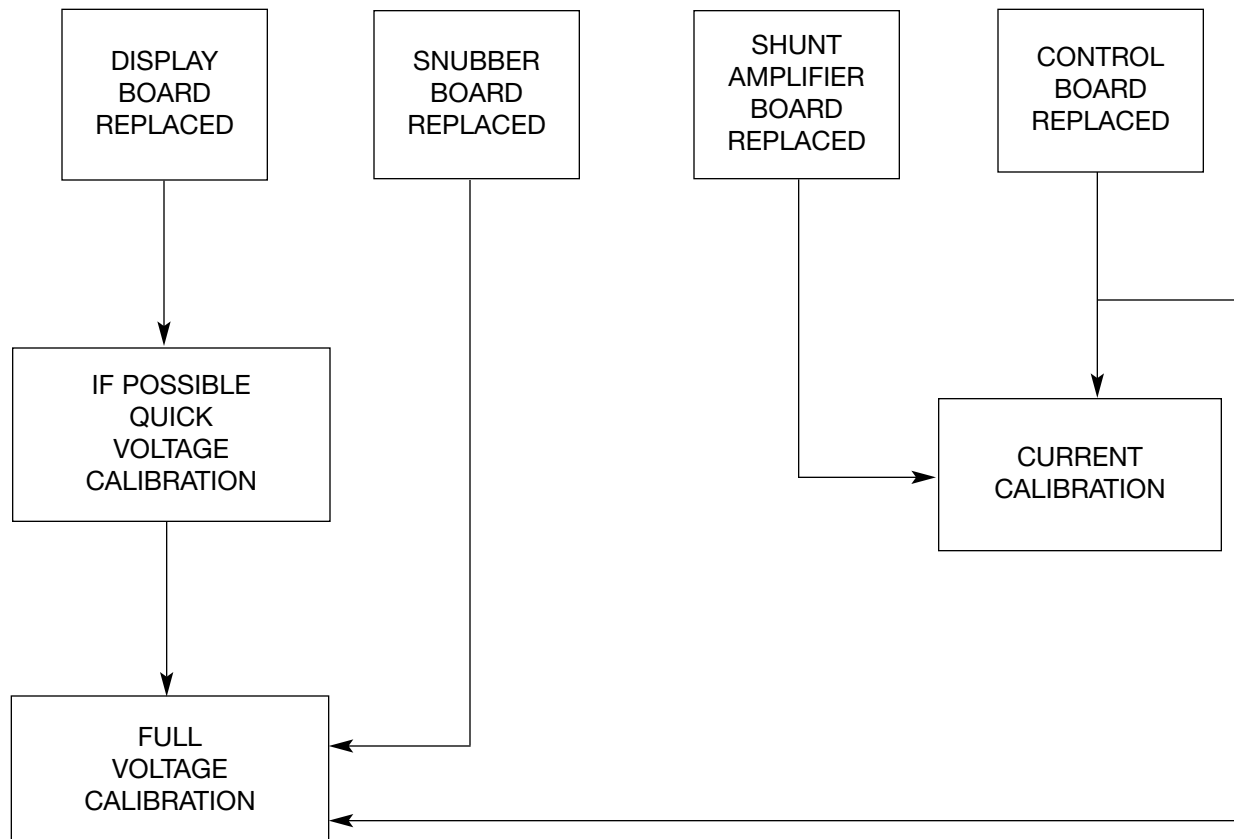 DISPLAY
BOARD
REPLACED
SNUBBER
BOARD
REPLACED
SHUNT
AMPLIFIER
BOARD
REPLACED
CONTROL
BOARD
REPLACED
IF POSSIBLE
QUICK
VOLTAGE
CALIBRATION
CURRENT
CALIBRATION
FULL
VOLTAGE
CALIBRATION